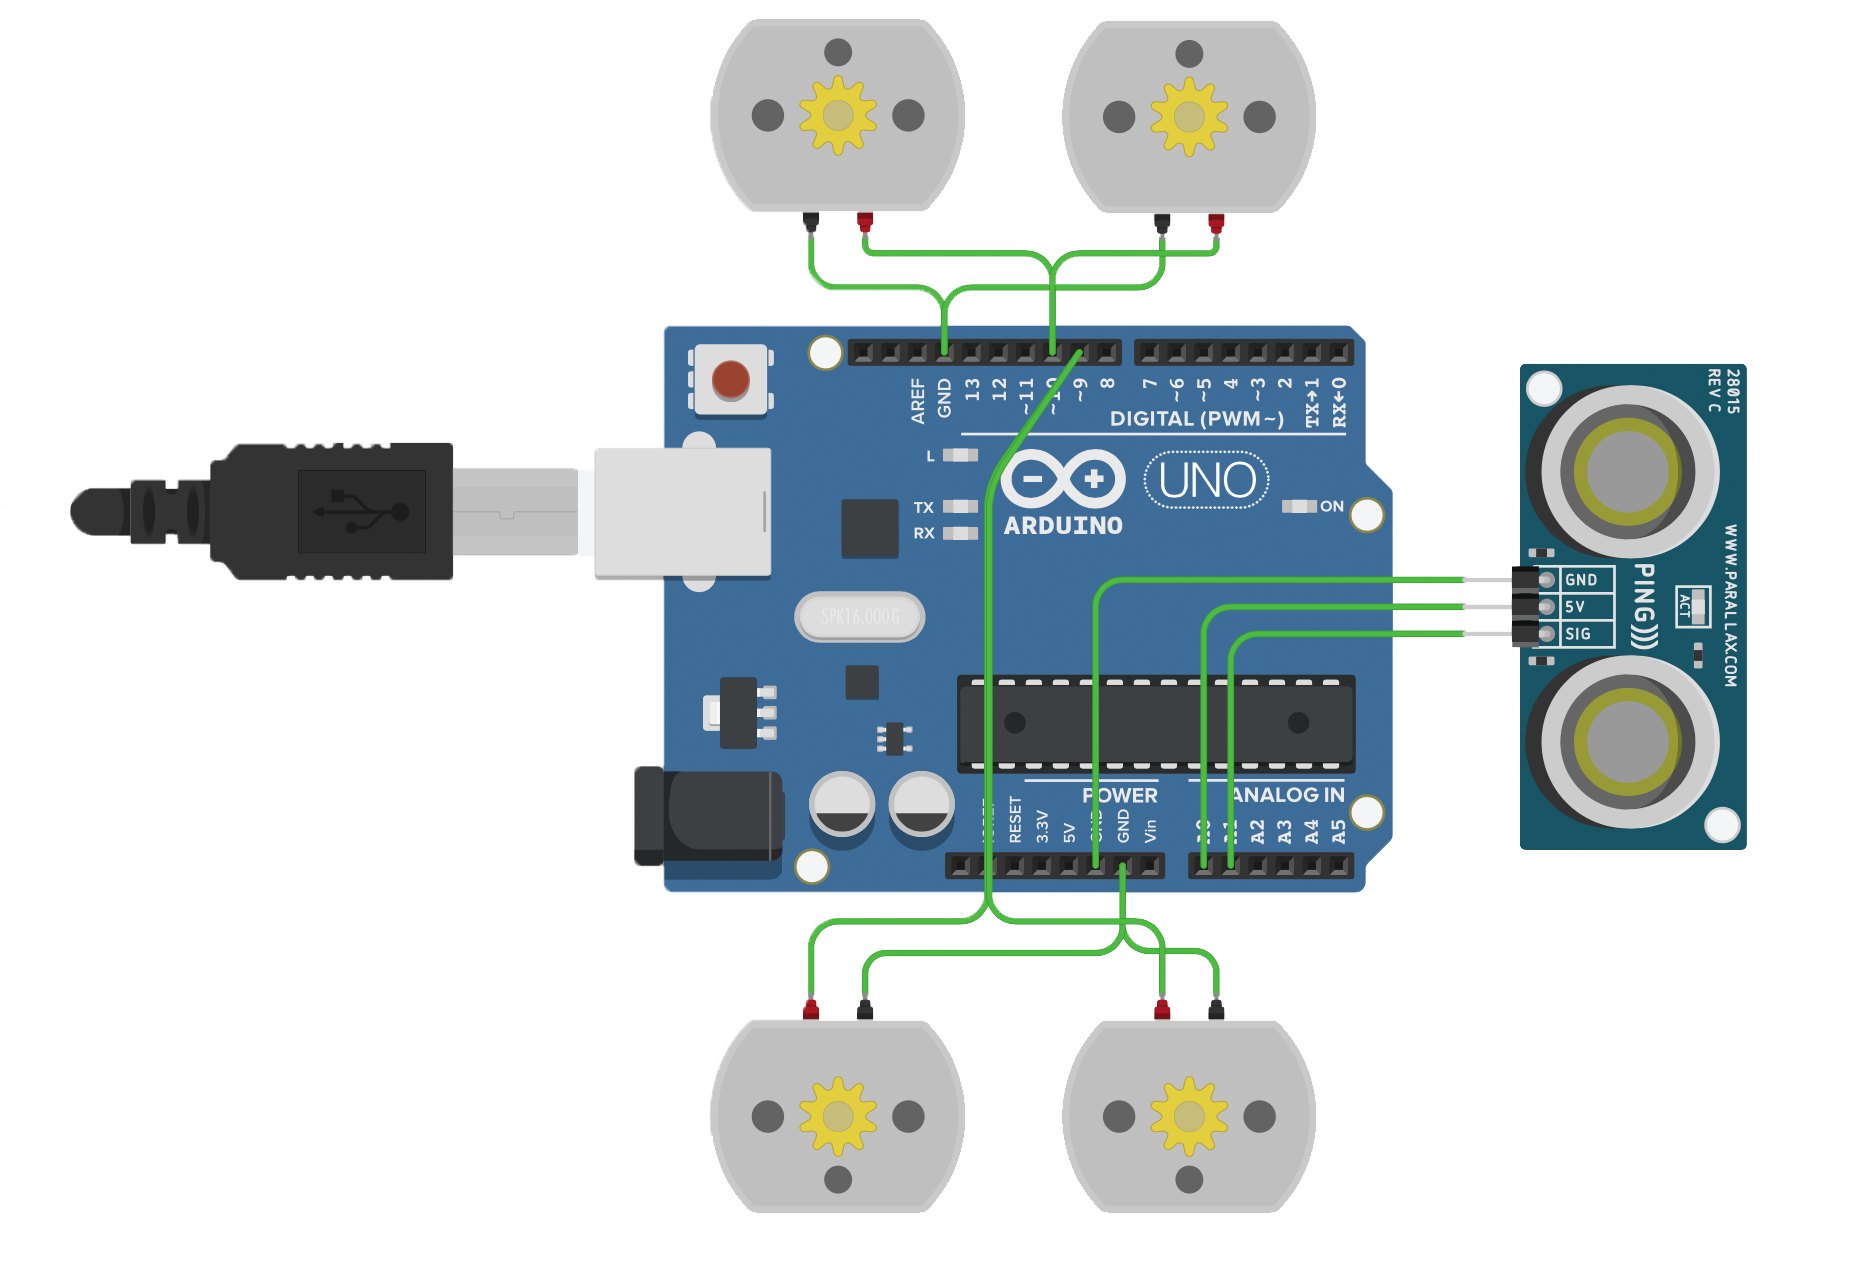 AREF
GND
13
12
~11
~10
~9
8
7
~6
~5
4
~3
2
TX→1
RX←0
DIGITAL (PWM ~)
L
TX
RX
UNO
ARDUINO
ON
SPK16.000G
POWER
ANALOG IN
RESET
3.3V
5V
GND
GND
Vin
A0
A1
A2
A3
A4
A5
28015
REV C
GND
5V
SIG
PING)))
ACT
WWW.PARALLAX.COM